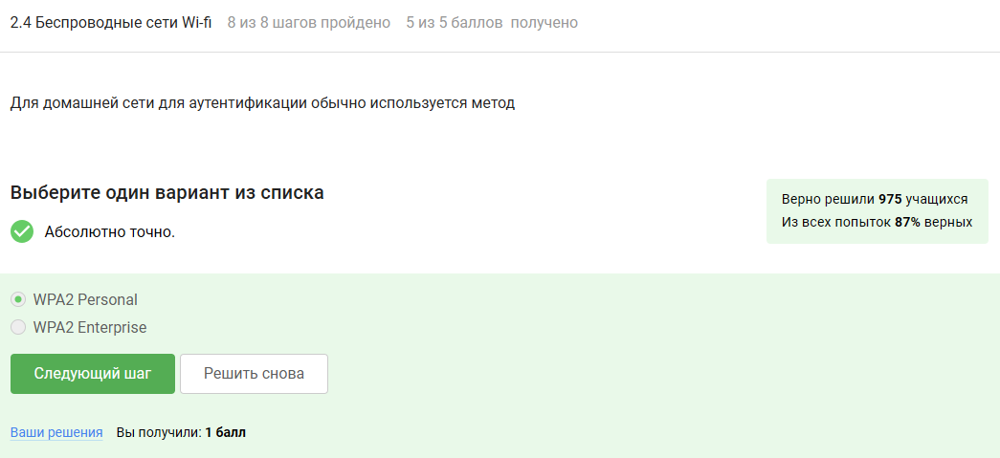 2.4 Беспроводные сети Wi-fi 8 из 8 шагов пройдено 5 из 5 баллов получено
Для домашней сети для аутентификации обычно используется метод
Выберите один вариант из списка
Абсолютно точно.
Верно решили 975 учащихся
Из всех попыток 87% верных
WPA2 Personal
WPA2 Enterprise
Следующий шаг Решить снова
Ваши решения Вы получили: 1 балл